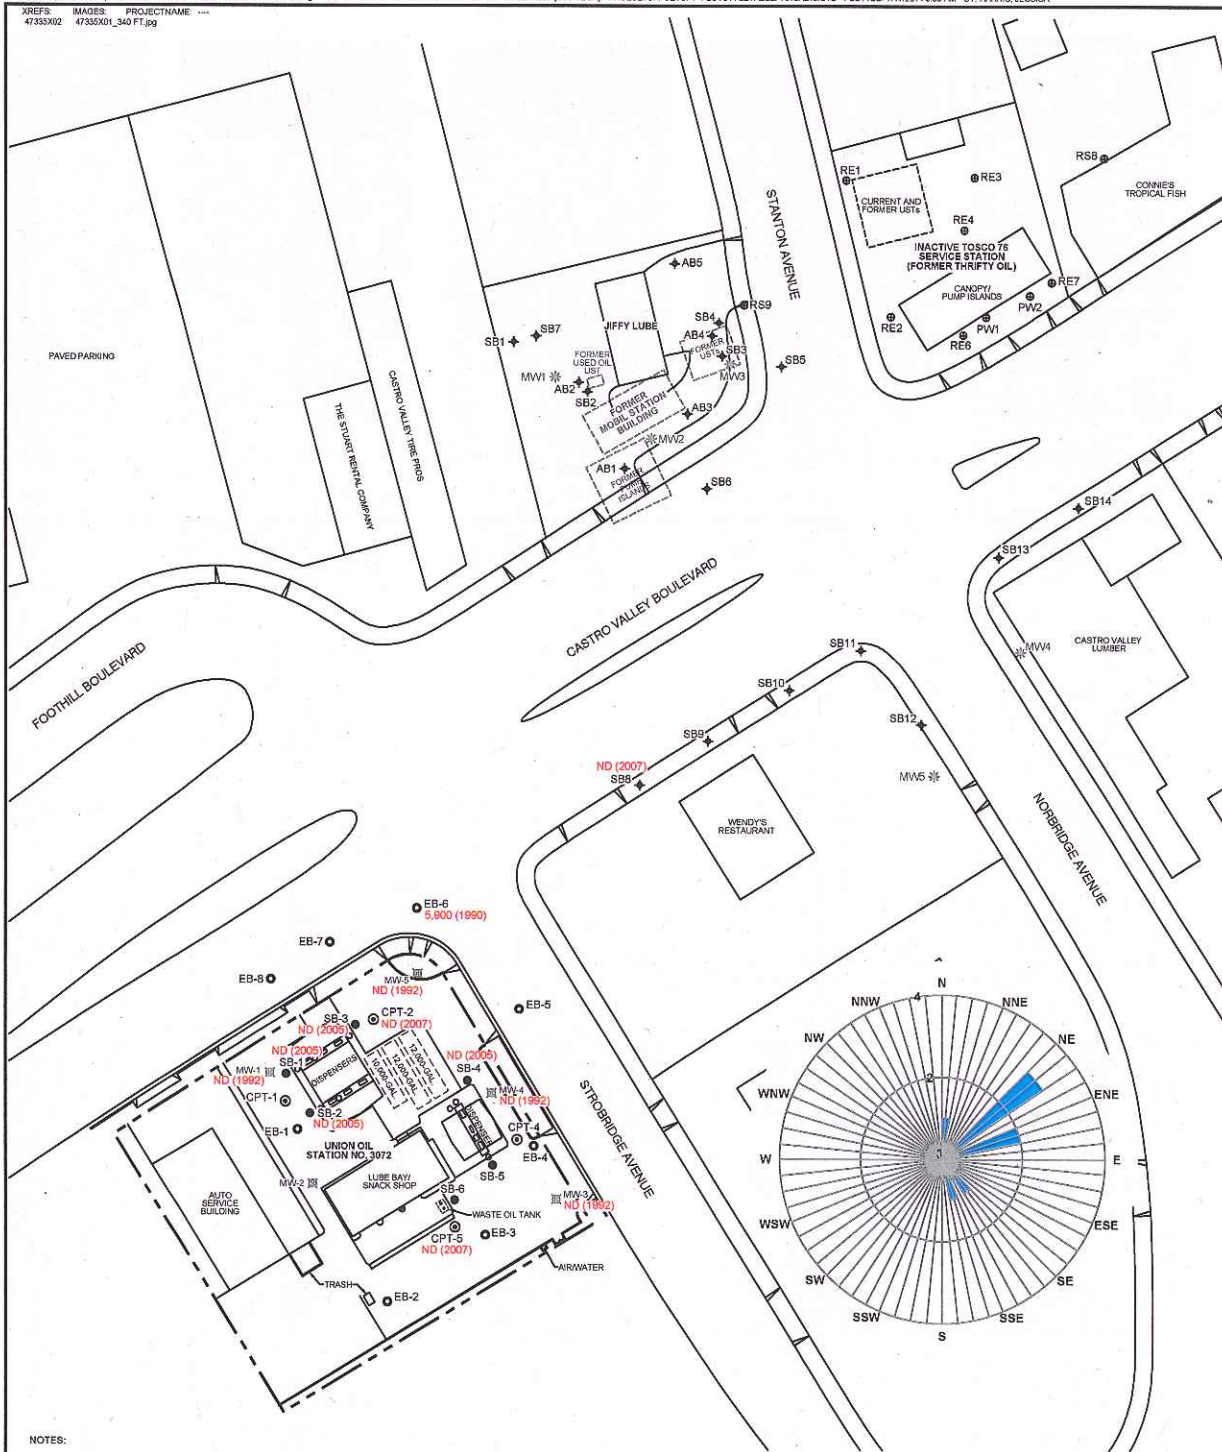 XREFS: IMAGES: PROJECTNAME: ----
47335X02 47335X01_340 FT.jpg
RS8
RE1
RE3
CONNIE'S
TROPICAL FISH
CURRENT AND
FORMER USTs
STANTON AVENUE
RE4
INACTIVE TOSCO 76
SERVICE STATION
(FORMER THRIFTY OIL)
AB5
RE7
CANOPY/
PUMP ISLANDS
PW2
RS9
RE2
PW1
RE6
SB4
JIFFY LUBE
SB7
SB1
AB4
FORMER
USTs
SB3
MW3
SB5
PAVED PARKING
FORMER
USED OIL
UST
MW1
AB2
SB2
CASTRO VALLEY TIRE PROS
THE STUART RENTAL COMPANY
FORMER
MOBIL STATION
BUILDING
AB3
MW2
AB1
FORMER
PUMP
ISLANDS
SB6
SB14
SB13
CASTRO VALLEY BOULEVARD
FOOTHILL BOULEVARD
SB11
MW4
CASTRO VALLEY
LUMBER
SB10
SB12
SB9
ND (2007)
SB8
MW5
WENDY'S
RESTAURANT
NORBRIDGE AVENUE
EB-6
5,900 (1990)
EB-7
EB-8
MW-5
ND (1992)
EB-5
SB-3
ND (2005)
CPT-2
ND (2007)
ND (2005)
SB-1
MW-1
ND (1992)
DISPENSERS
10,000-GAL
12,000-GAL
12,000-GAL
SB-4
MW-4
ND (1992)
CPT-1
SB-2
ND (2005)
EB-1
DISPENSER
CPT-4
EB-4
UNION OIL
STATION NO. 3072
SB-5
LUBE BAY/
SNACK SHOP
MW-2
AUTO
SERVICE
BUILDING
SB-6
WASTE OIL TANK
MW-3
ND (1992)
CPT-5
ND (2007)
EB-3
AIR/WATER
TRASH
EB-2
STROBRIDGE AVENUE
N
NNE
NE
ENE
E
ESE
SE
SSE
S
SSW
SW
WSW
W
WNW
NW
NNW
4
2
3
NOTES: